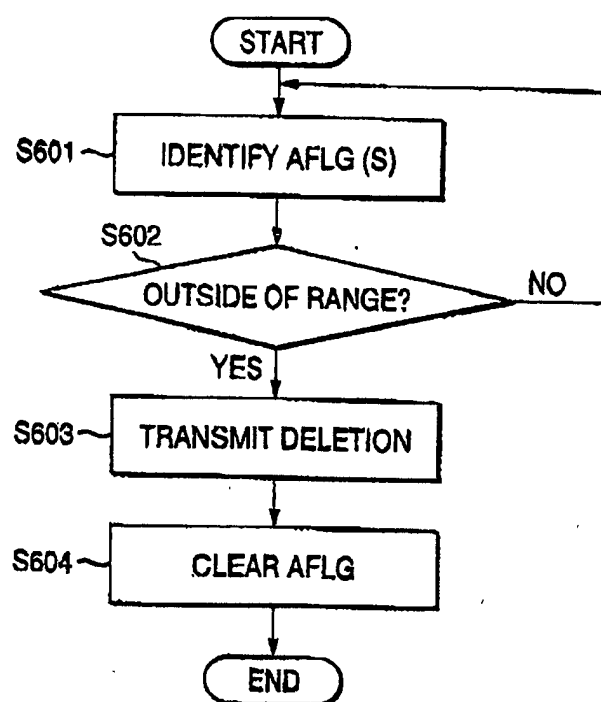 START
S601
IDENTIFY AFLG (S)
S602
OUTSIDE OF RANGE?
NO
YES
S603
TRANSMIT DELETION
S604
CLEAR AFLG
END